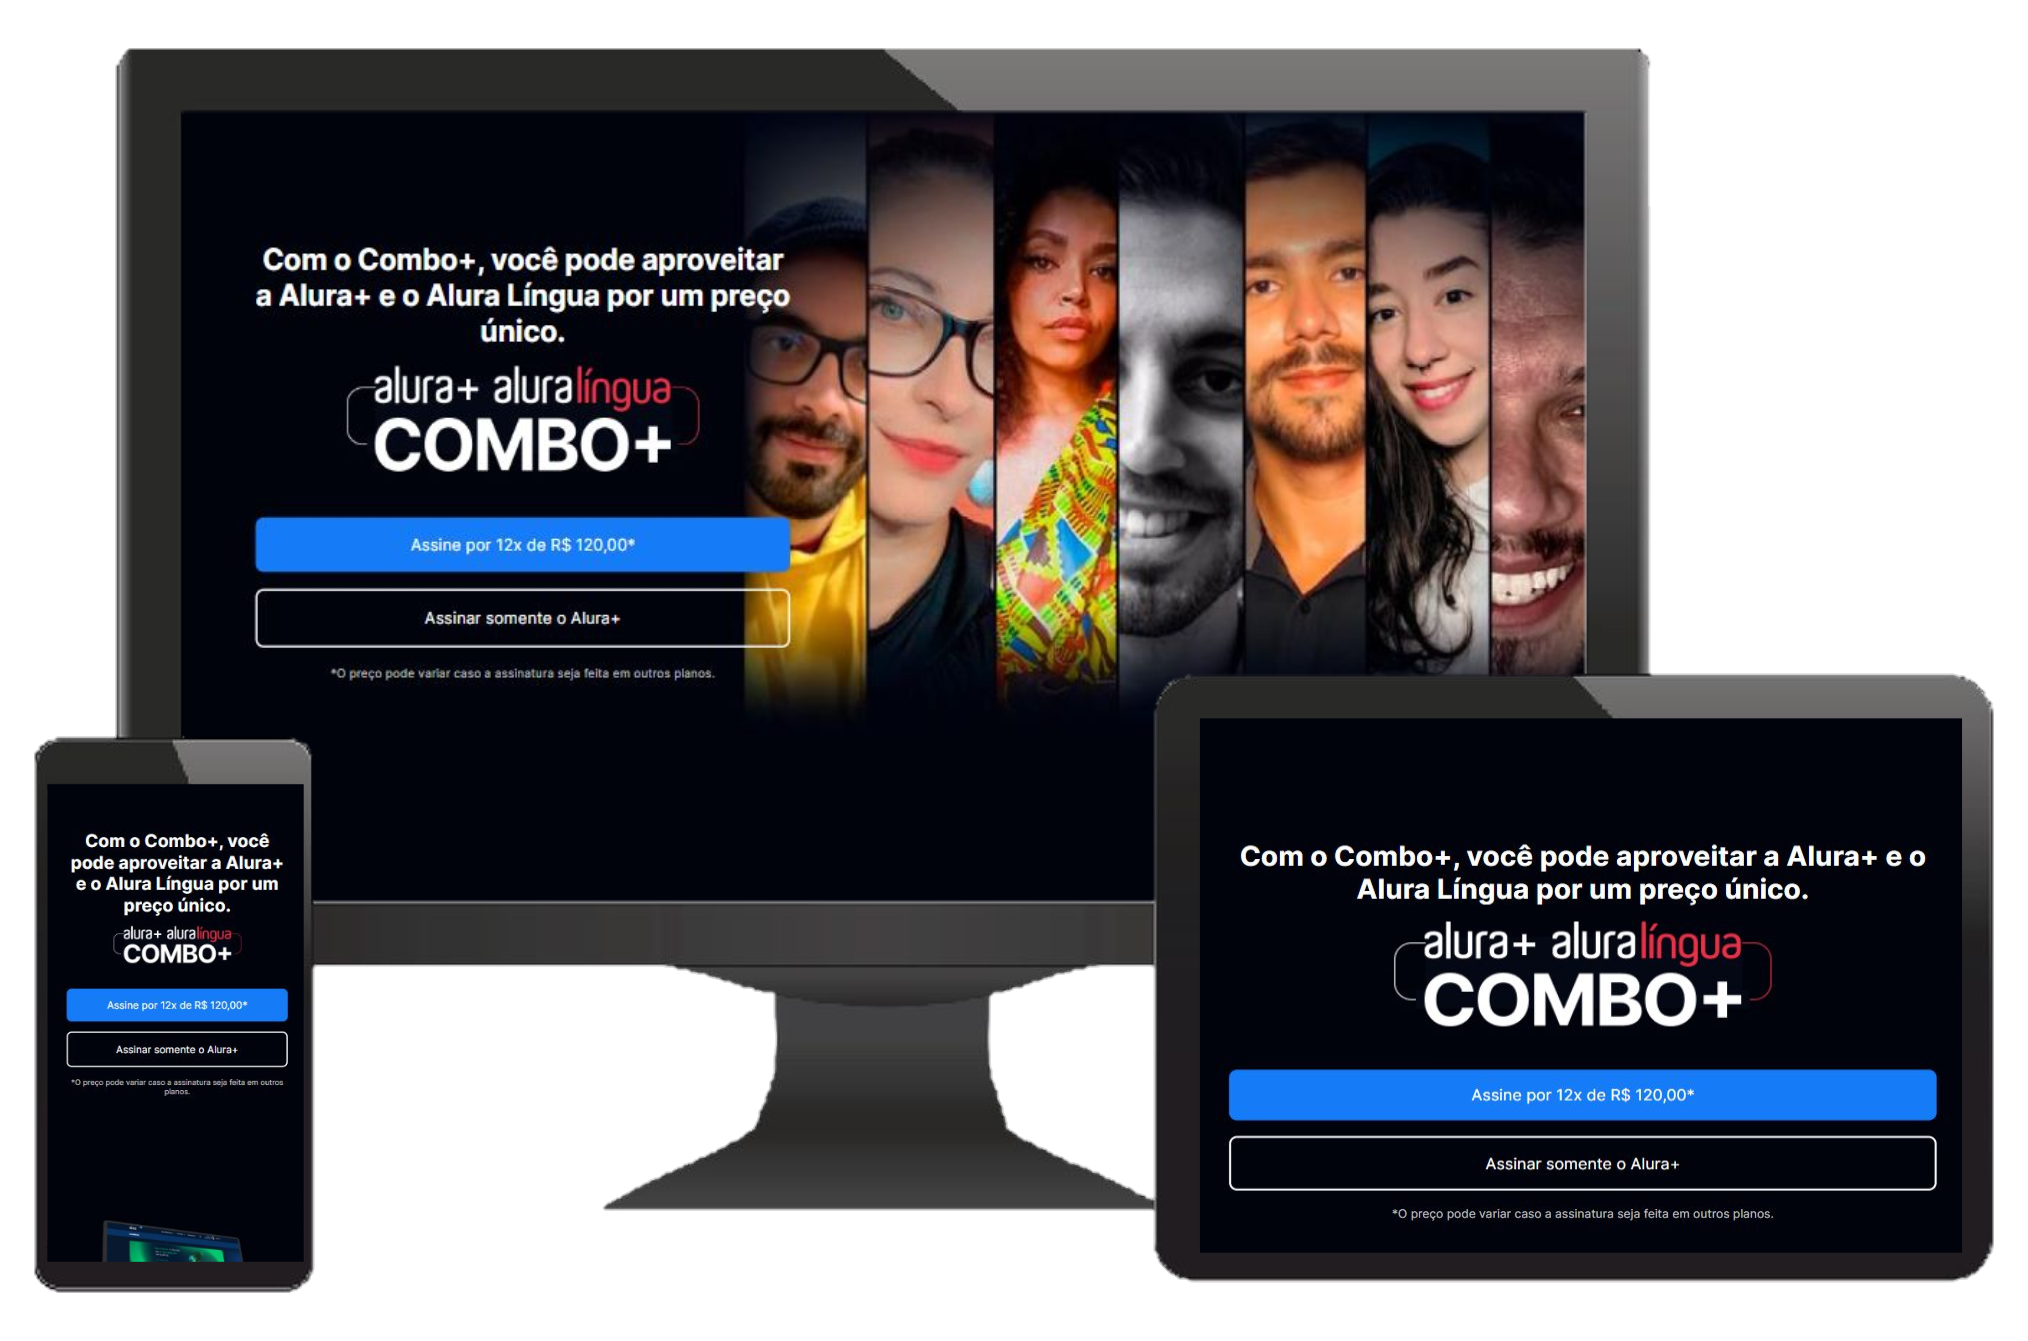 Com o Combo+, você pode aproveitar
a Alura+ e o Alura Língua por um preço
único.
alura+ aluralíngua
COMBO+
Assine por 12x de R$ 120,00*
Assinar somente o Alura+
*O preço pode variar caso a assinatura seja feita em outros planos.
Com o Combo+, você
pode aproveitar a Alura+
e o Alura Língua por um
preço único.
alura+ aluralíngua
COMBO+
Assine por 12x de R$ 120,00*
Assinar somente o Alura+
*O preço pode variar caso a assinatura seja feita em outros
planos.
Com o Combo+, você pode aproveitar a Alura+ e o
Alura Língua por um preço único.
alura+ aluralíngua
COMBO+
Assine por 12x de R$ 120,00*
Assinar somente o Alura+
*O preço pode variar caso a assinatura seja feita em outros planos.